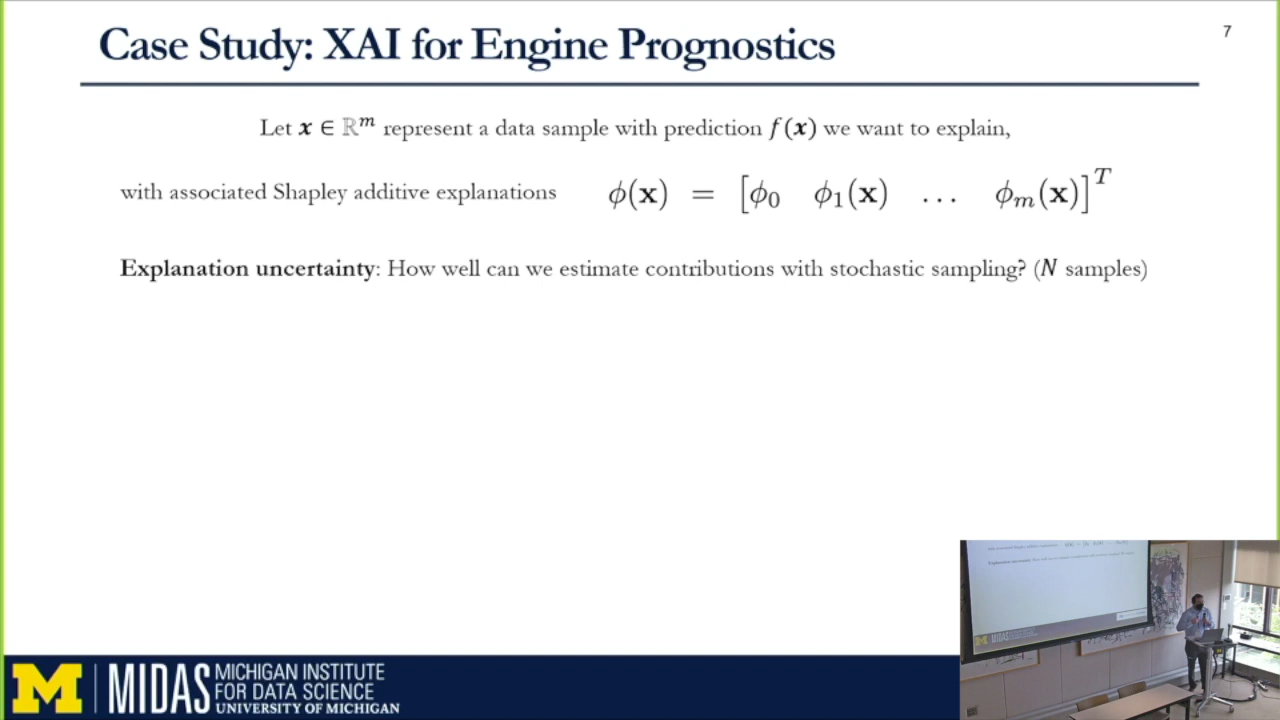 Case Study: XAI for Engine Prognostics
7
Let x ∈ ℝᵐ represent a data sample with prediction f(x) we want to explain,
with associated Shapley additive explanations ϕ(x) = [ϕ₀ ϕ₁(x) … ϕₘ(x)]ᵀ
Explanation uncertainty: How well can we estimate contributions with stochastic sampling? (N samples)
M | MIDAS
MICHIGAN INSTITUTE
FOR DATA SCIENCE
UNIVERSITY OF MICHIGAN